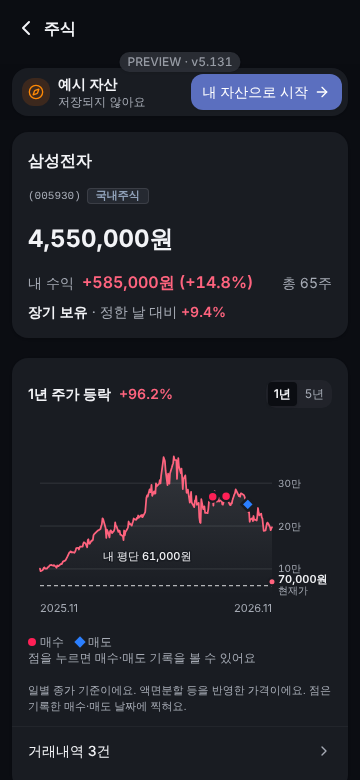 주식
PREVIEW · v5.131
예시 자산
저장되지 않아요
내 자산으로 시작
삼성전자
(005930) 국내주식
4,550,000원
내 수익 +585,000원 (+14.8%) 총 65주
장기 보유 · 정한 날 대비 +9.4%
1년 주가 등락 +96.2%
1년 5년
30만
20만
내 평단 61,000원
10만
70,000원
현재가
2025.11 2026.11
매수 매도
점을 누르면 매수·매도 기록을 볼 수 있어요
일별 종가 기준이에요. 액면분할 등을 반영한 가격이에요. 점은
기록한 매수·매도 날짜에 찍혀요.
거래내역 3건